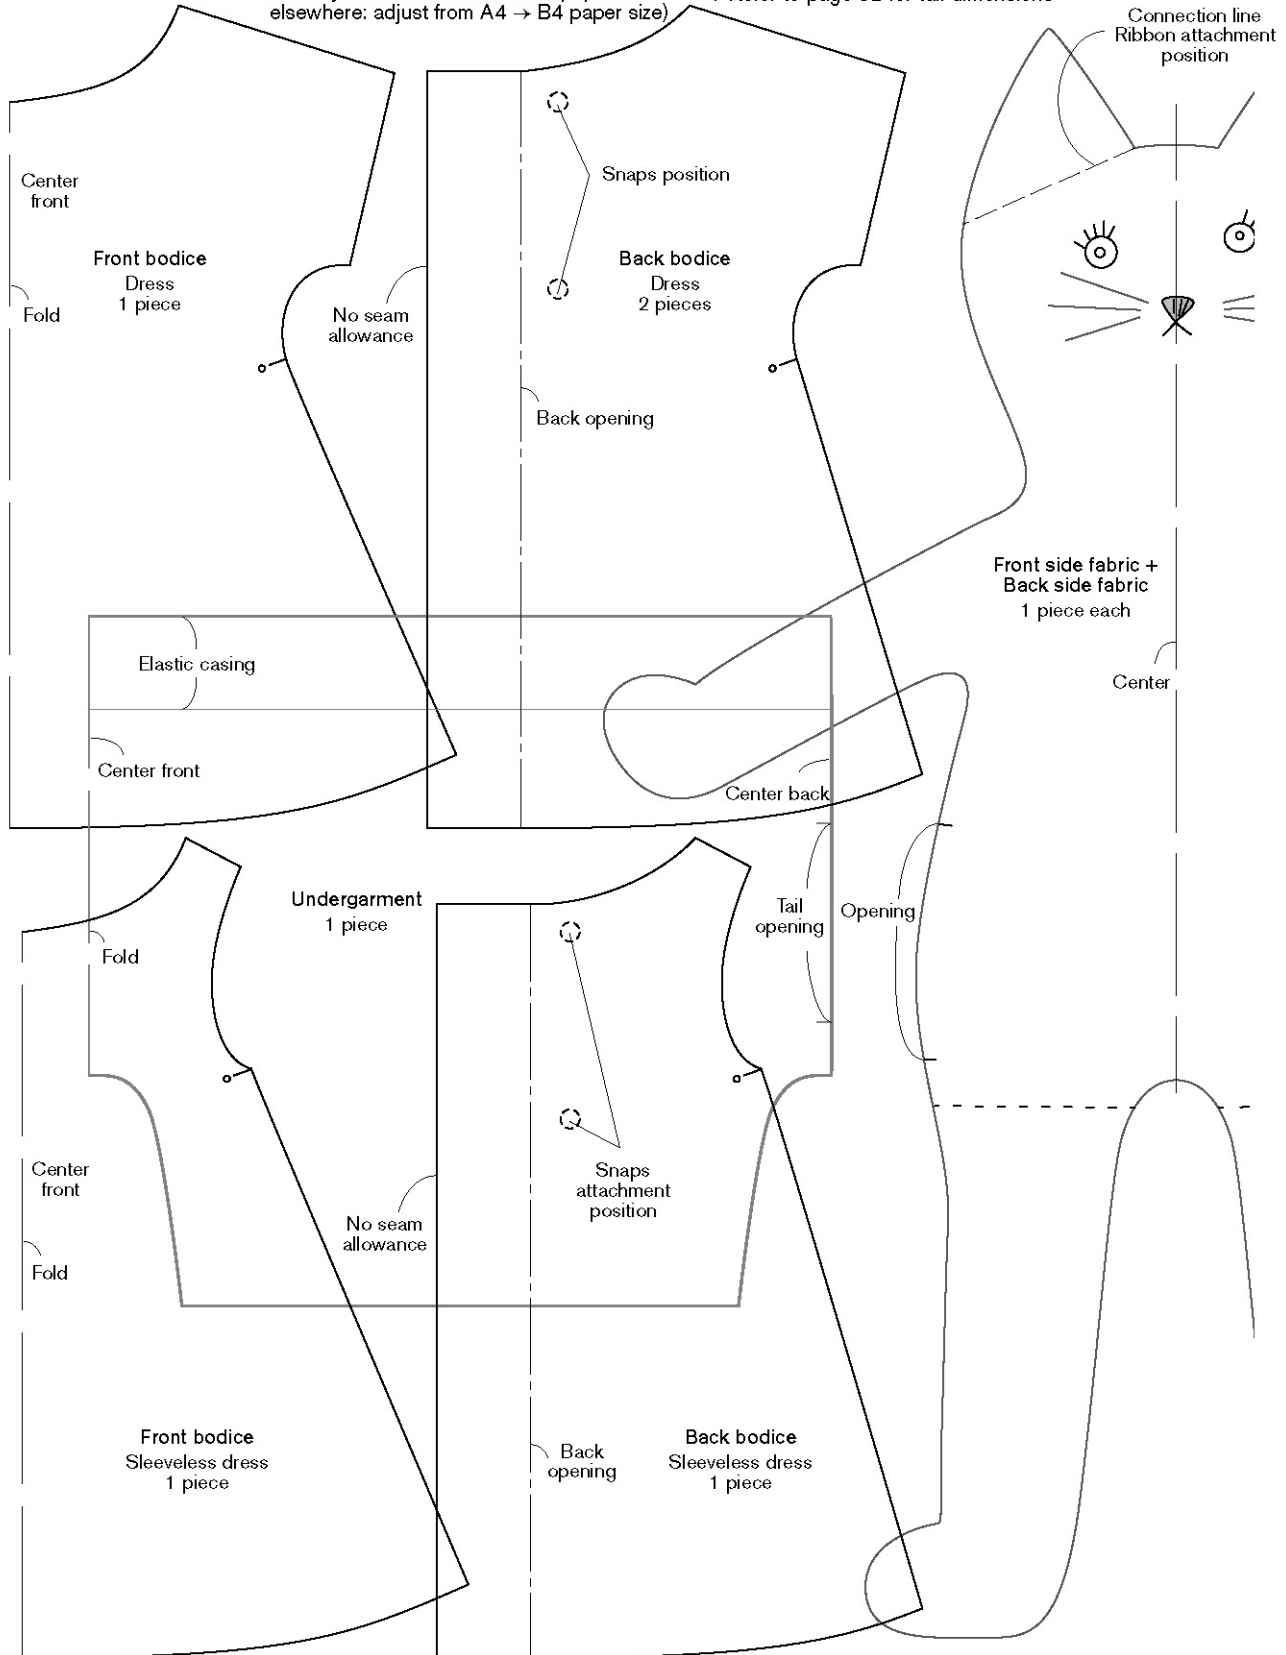 elsewhere: adjust from A4 → B4 paper size)
Connection line
Ribbon attachment
position
Center
front
Snaps position
Front bodice
Dress
1 piece
Back bodice
Dress
2 pieces
Fold
No seam
allowance
Back opening
Front side fabric +
Back side fabric
1 piece each
Elastic casing
Center
Center front
Center back
Undergarment
1 piece
Tail
opening
Opening
Fold
Center
front
Snaps
attachment
position
No seam
allowance
Fold
Front bodice
Sleeveless dress
1 piece
Back
opening
Back bodice
Sleeveless dress
1 piece